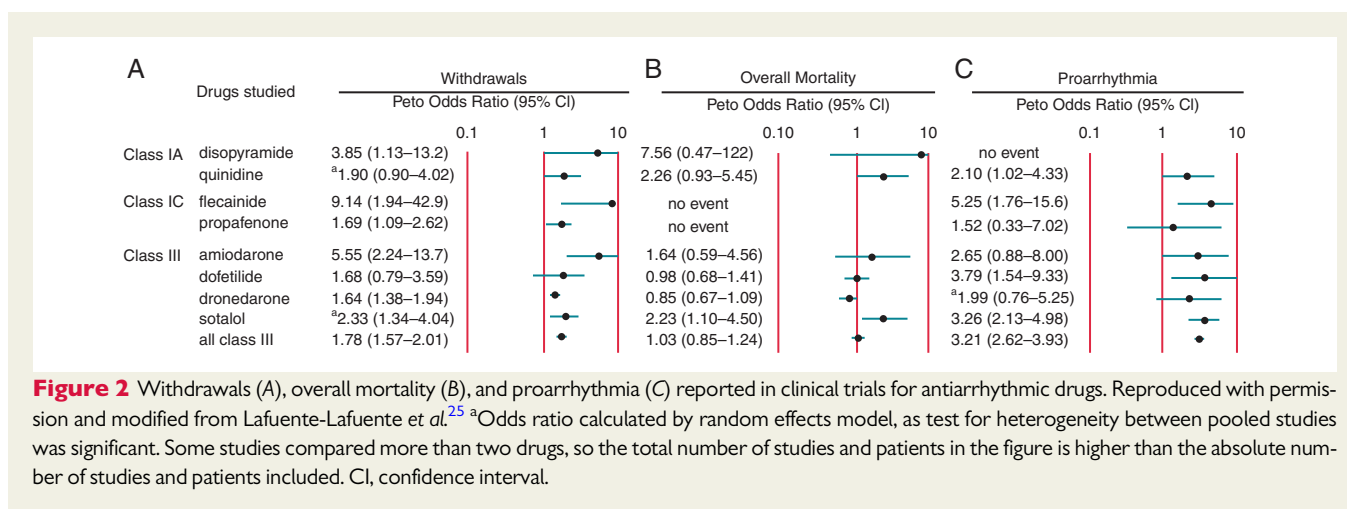 A B C
Withdrawals Overall Mortality Proarrhythmia
Drugs studied
Peto Odds Ratio (95% CI) Peto Odds Ratio (95% CI) Peto Odds Ratio (95% CI)
0.1 1 10 0.10 1 10 0.1 1 10
Class IA disopyramide 3.85 (1.13–13.2) 7.56 (0.47–122) no event
quinidine a1.90 (0.90–4.02) 2.26 (0.93–5.45) 2.10 (1.02–4.33)
Class IC flecainide 9.14 (1.94–42.9) no event 5.25 (1.76–15.6)
propafenone 1.69 (1.09–2.62) no event 1.52 (0.33–7.02)
Class III amiodarone 5.55 (2.24–13.7) 1.64 (0.59–4.56) 2.65 (0.88–8.00)
dofetilide 1.68 (0.79–3.59) 0.98 (0.68–1.41) 3.79 (1.54–9.33)
dronedarone 1.64 (1.38–1.94) 0.85 (0.67–1.09) a1.99 (0.76–5.25)
sotalol a2.33 (1.34–4.04) 2.23 (1.10–4.50) 3.26 (2.13–4.98)
all class III 1.78 (1.57–2.01) 1.03 (0.85–1.24) 3.21 (2.62–3.93)
Figure 2 Withdrawals (A), overall mortality (B), and proarrhythmia (C) reported in clinical trials for antiarrhythmic drugs. Reproduced with permis-
sion and modified from Lafuente-Lafuente et al.25 aOdds ratio calculated by random effects model, as test for heterogeneity between pooled studies
was significant. Some studies compared more than two drugs, so the total number of studies and patients in the figure is higher than the absolute num-
ber of studies and patients included. CI, confidence interval.